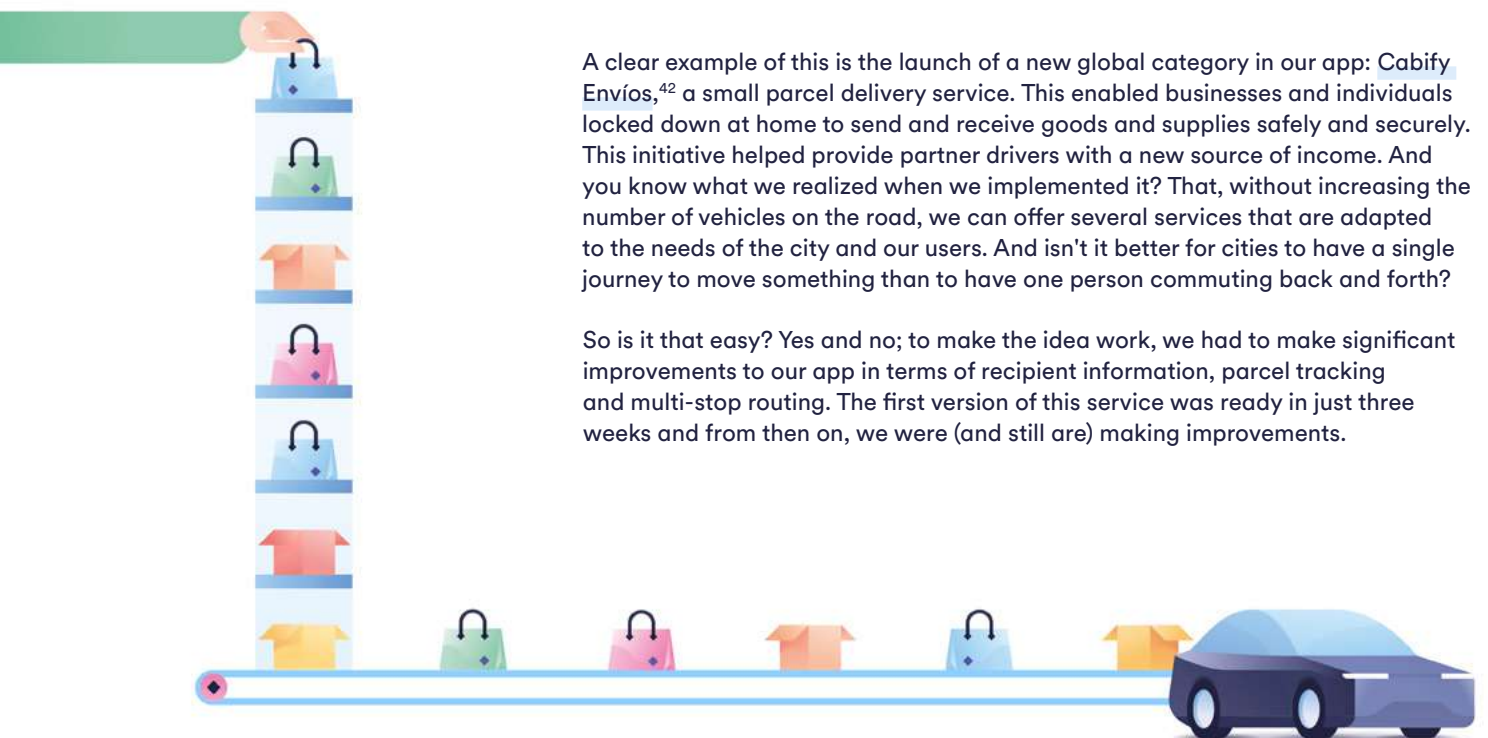 A clear example of this is the launch of a new global category in our app: Cabify
Envíos,⁴² a small parcel delivery service. This enabled businesses and individuals
locked down at home to send and receive goods and supplies safely and securely.
This initiative helped provide partner drivers with a new source of income. And
you know what we realized when we implemented it? That, without increasing the
number of vehicles on the road, we can offer several services that are adapted
to the needs of the city and our users. And isn't it better for cities to have a single
journey to move something than to have one person commuting back and forth?
So is it that easy? Yes and no; to make the idea work, we had to make significant
improvements to our app in terms of recipient information, parcel tracking
and multi-stop routing. The first version of this service was ready in just three
weeks and from then on, we were (and still are) making improvements.